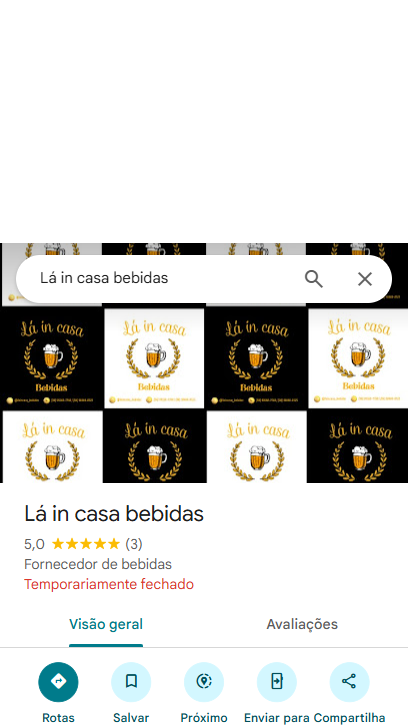 Lá in casa bebidas
Lá in casa
Bebidas
Lá in casa
Bebidas
Lá in casa
Bebidas
Lá in casa
Bebidas
Lá in casa
Lá in casa
Lá in casa
Lá in casa
Lá in casa bebidas
5,0 (3)
Fornecedor de bebidas
Temporariamente fechado
Visão geral
Avaliações
Rotas
Salvar
Próximo
Enviar para
Compartilha